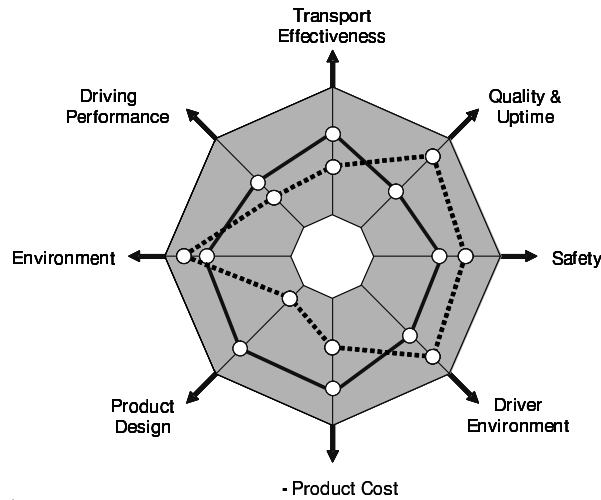 Transport
Effectiveness
Driving
Performance
Quality &
Uptime
Environment
Safety
Product
Design
Driver
Environment
- Product Cost